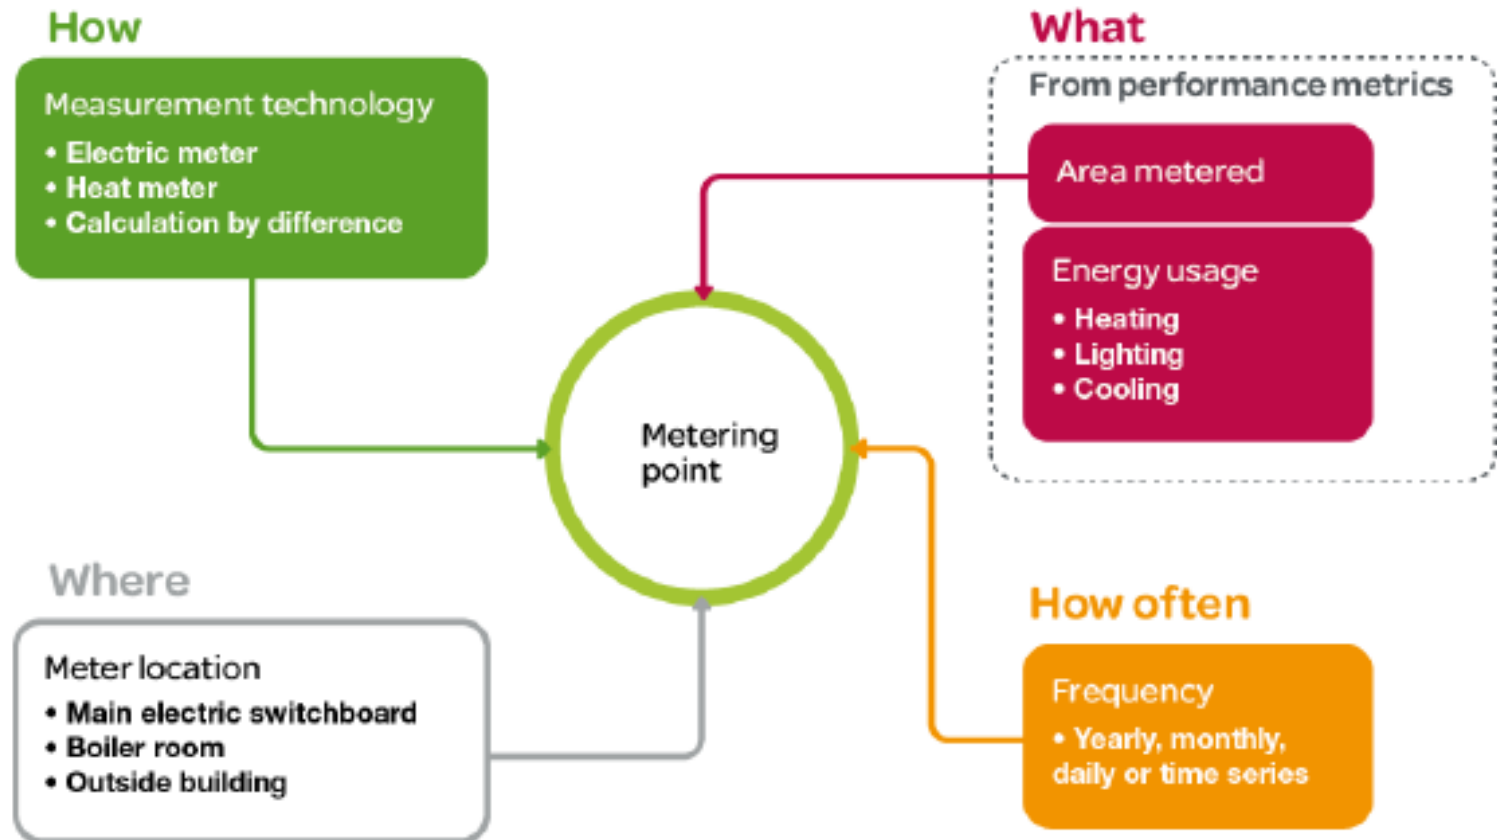 How
Measurement technology
• Electric meter
• Heat meter
• Calculation by difference
What
From performance metrics
Area metered
Energy usage
• Heating
• Lighting
• Cooling
Metering
point
Where
Meter location
• Main electric switchboard
• Boiler room
• Outside building
How often
Frequency
• Yearly, monthly,
daily or time series